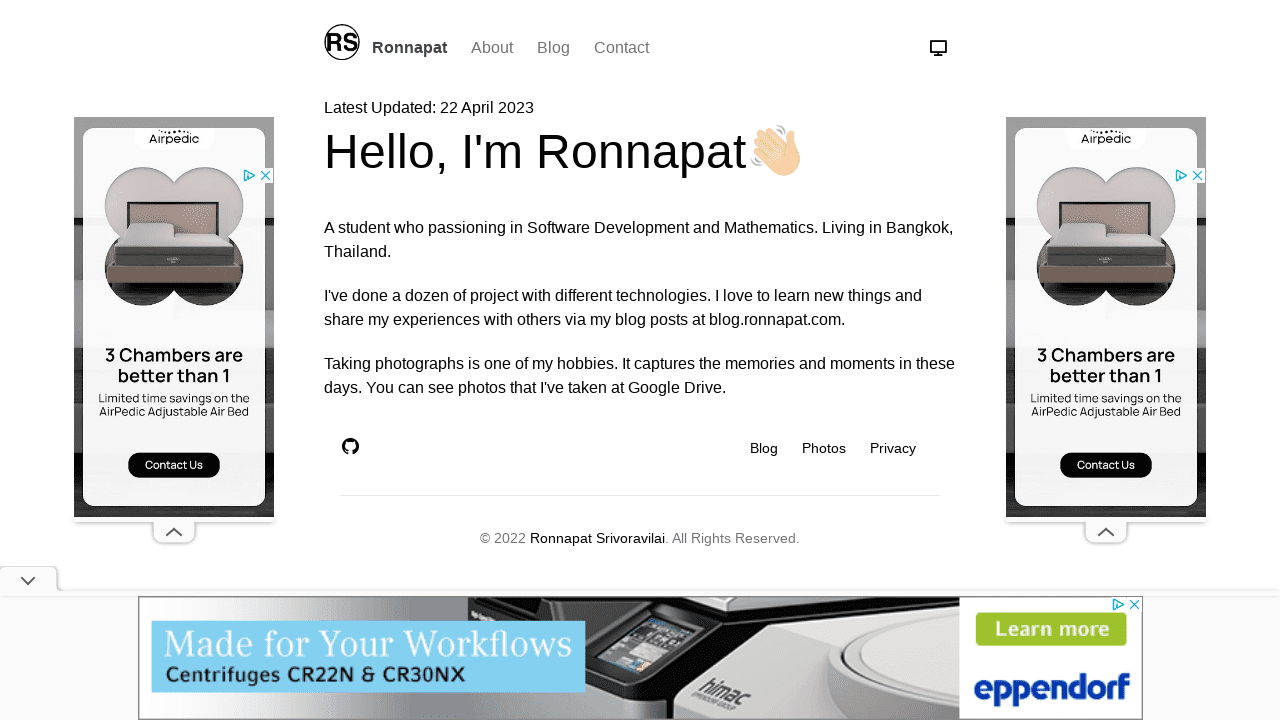 RS Ronnapat About Blog Contact
Latest Updated: 22 April 2023
Hello, I'm Ronnapat
A student who passioning in Software Development and Mathematics. Living in Bangkok,
Thailand.
I've done a dozen of project with different technologies. I love to learn new things and
share my experiences with others via my blog posts at blog.ronnapat.com.
Taking photographs is one of my hobbies. It captures the memories and moments in these
days. You can see photos that I've taken at Google Drive.
Blog Photos Privacy
© 2022 Ronnapat Srivoravilai. All Rights Reserved.
Airpedic
3 Chambers are
better than 1
Limited time savings on the
AirPedic Adjustable Air Bed
Contact Us
Airpedic
3 Chambers are
better than 1
Limited time savings on the
AirPedic Adjustable Air Bed
Contact Us
Made for Your Workflows
Centrifuges CR22N & CR30NX
himac
Learn more
eppendorf